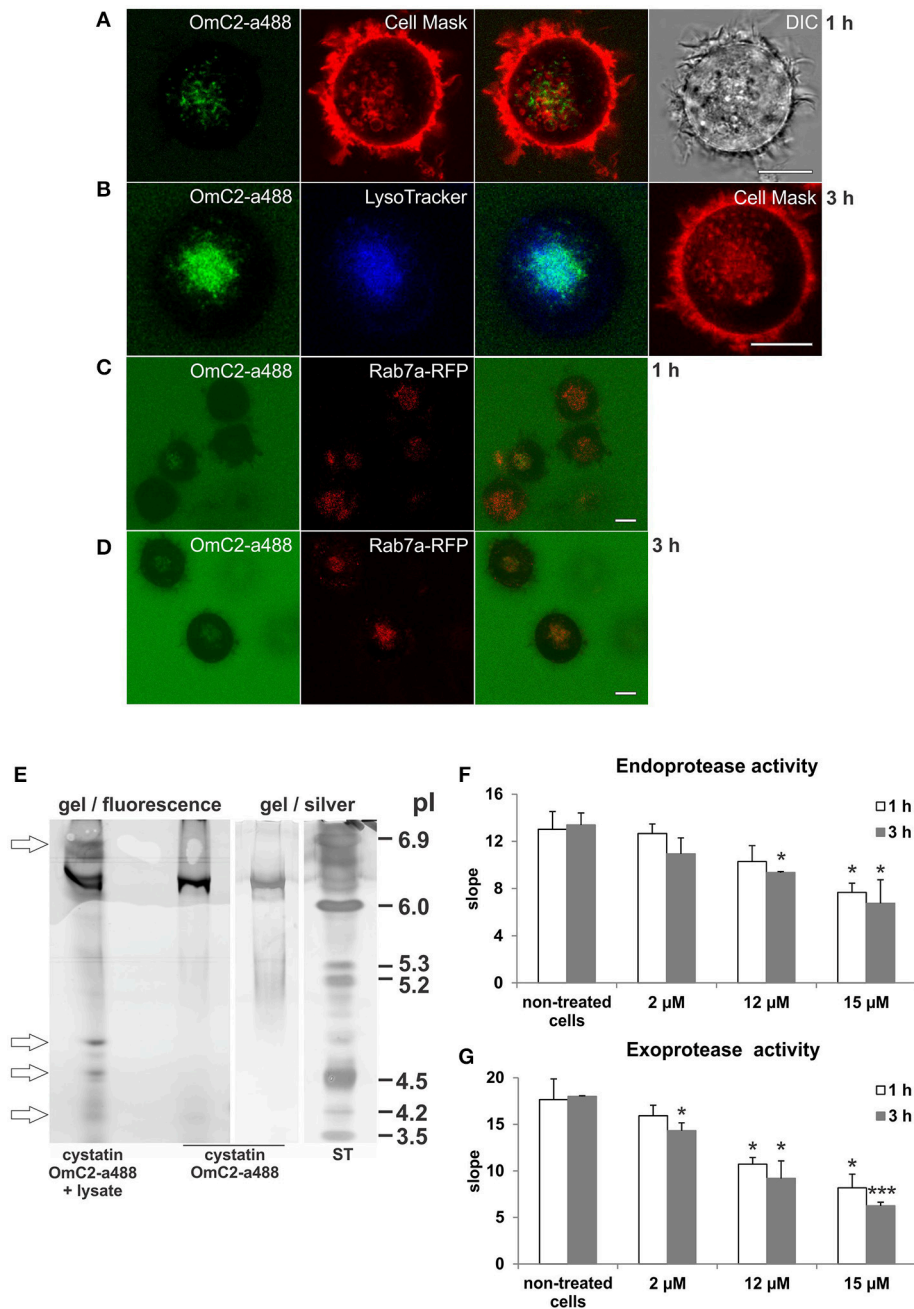 A
OmC2-a488
Cell Mask
DIC
1 h
B
OmC2-a488
LysoTracker
Cell Mask
3 h
C
OmC2-a488
Rab7a-RFP
1 h
D
OmC2-a488
Rab7a-RFP
3 h
E
gel / fluorescence
gel / silver
pI
6.9
6.0
5.3
5.2
4.5
4.2
3.5
cystatin
OmC2-a488
+ lysate
cystatin
OmC2-a488
ST
F
Endoprotease activity
16
12
8
4
0
slope
1 h
3 h
*
*
*
non-treated
cells
2 µM
12 µM
15 µM
G
Exoprotease activity
20
15
10
5
0
slope
1 h
3 h
*
*
*
*
***
non-treated
cells
2 µM
12 µM
15 µM